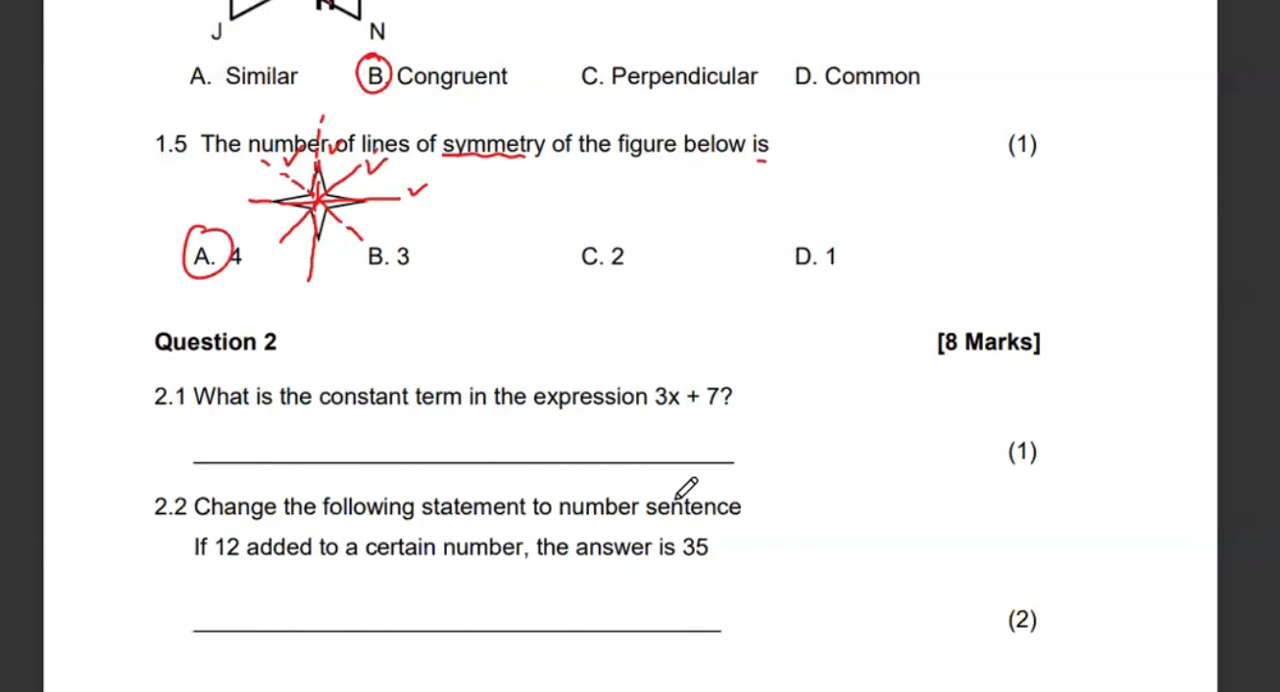 J N
A. Similar B. Congruent C. Perpendicular D. Common
1.5 The number of lines of symmetry of the figure below is (1)
A. 4 B. 3 C. 2 D. 1
Question 2 [8 Marks]
2.1 What is the constant term in the expression 3x + 7?
(1)
2.2 Change the following statement to number sentence
If 12 added to a certain number, the answer is 35
(2)